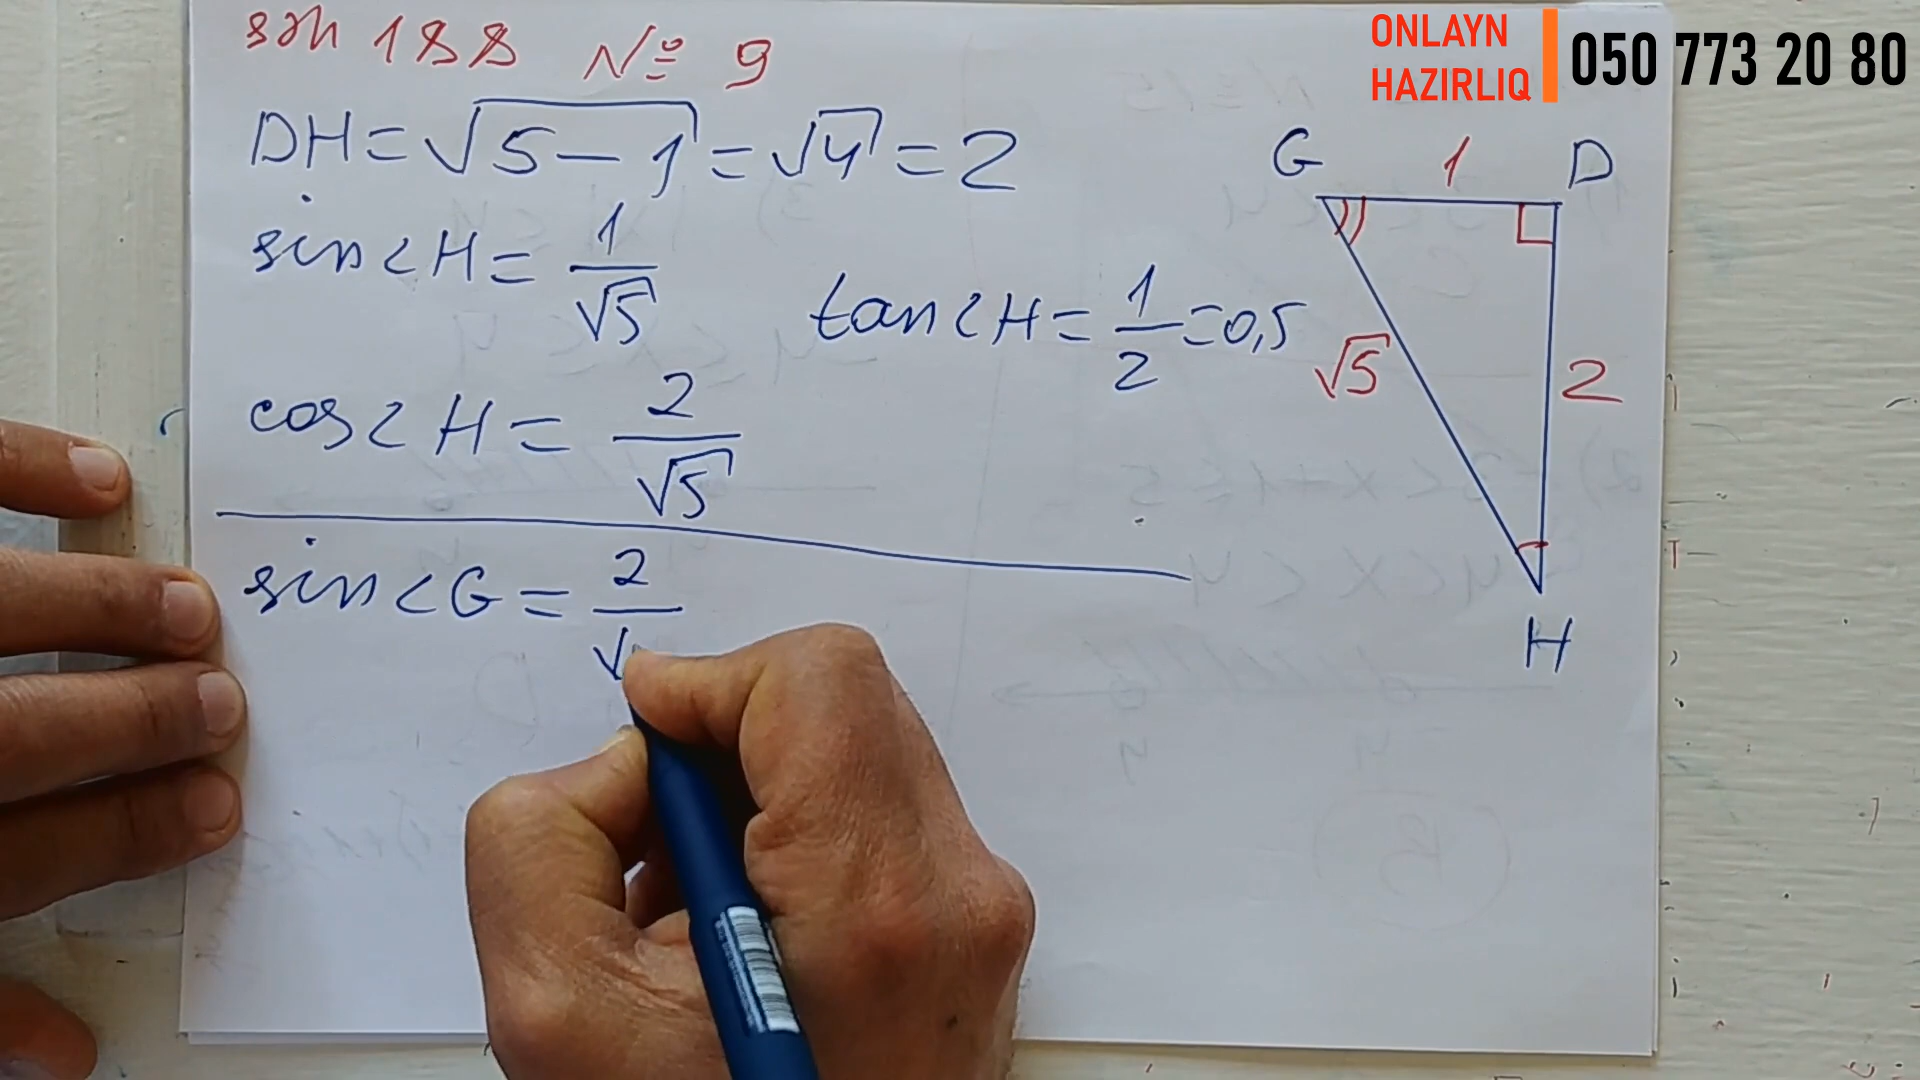 səh 188 № 9
ONLAYN
HAZIRLIQ
050 773 20 80
DH=√5-1=√4=2
sin<H=1/√5
tan<H=1/2=0,5
cos<H=2/√5
sin<G=2/√
G 1 D
√5
2
H